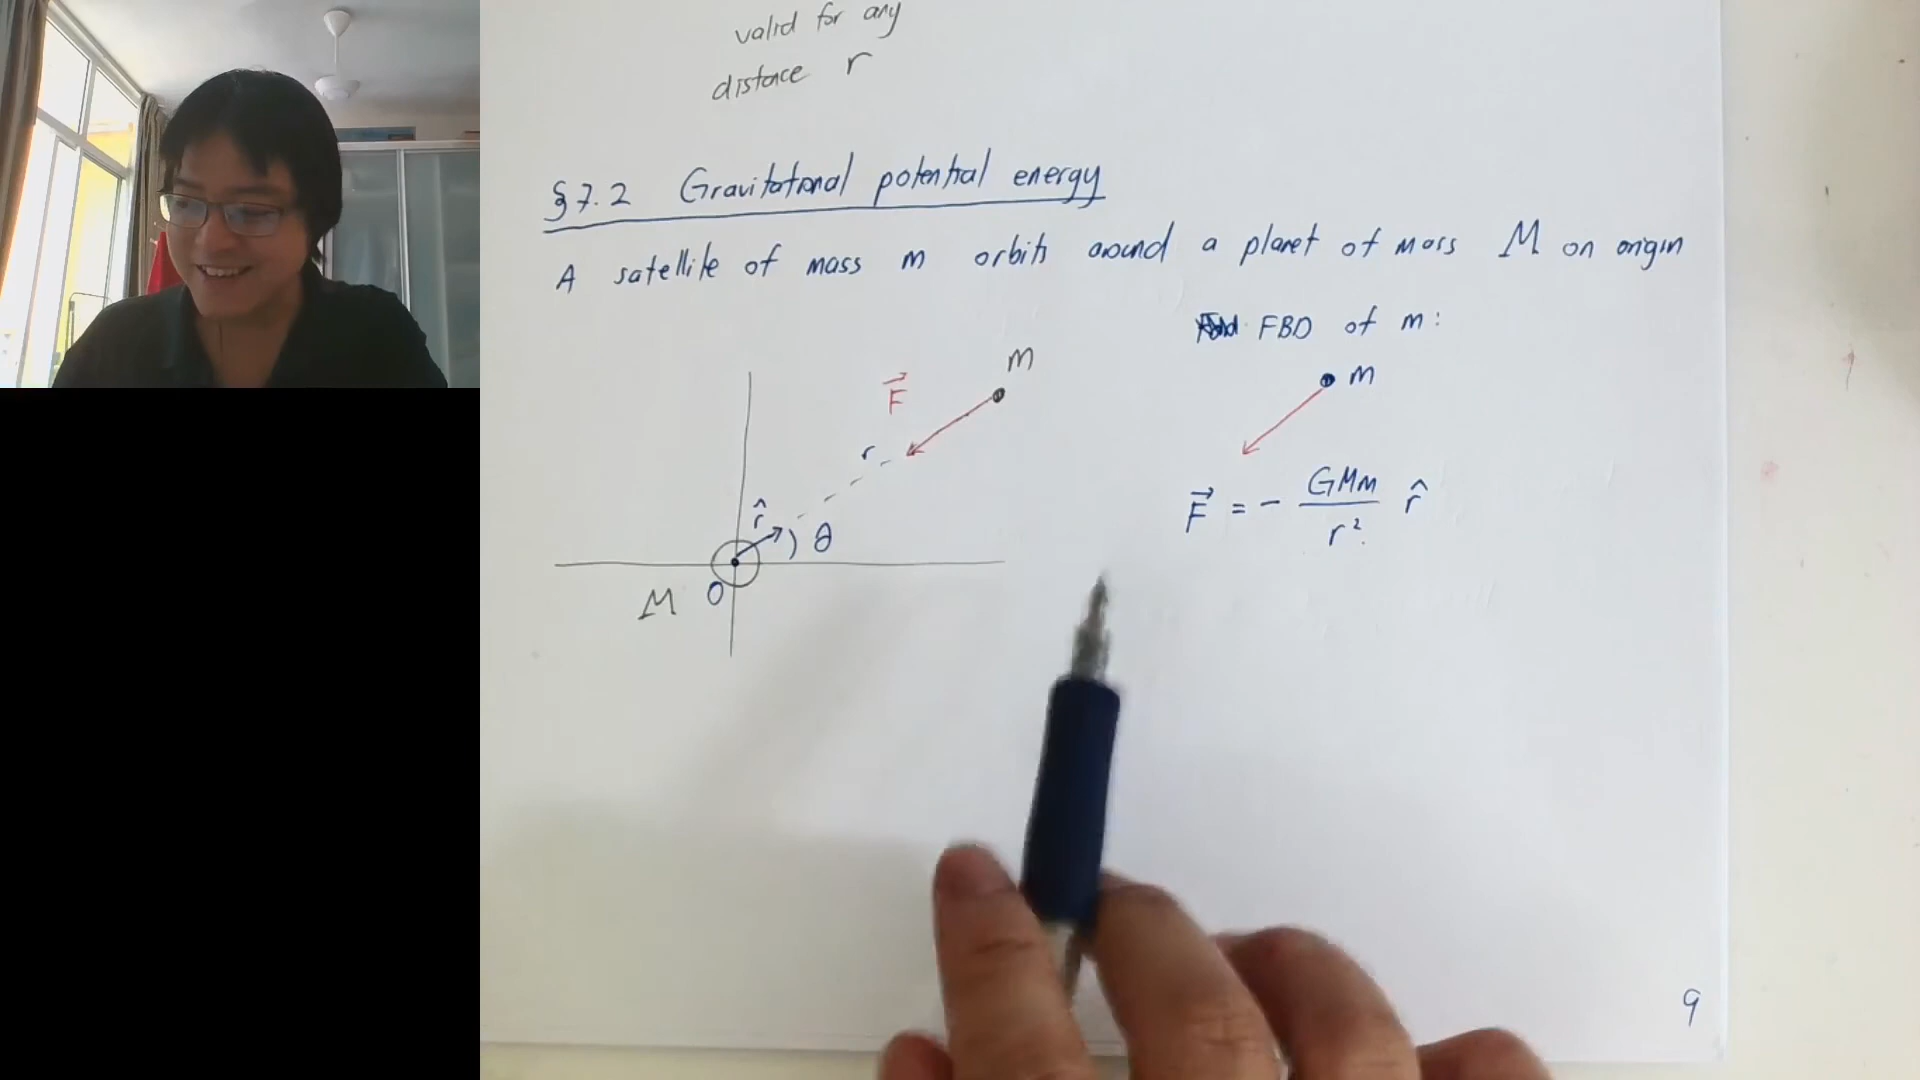 valid for any
distance r
§7.2 Gravitational potential energy
A satellite of mass m orbits around a planet of mass M on origin
FBD of m:
m
F⃗
m
r
F⃗ = - GMm/r² r̂
r̂
θ
M O
9